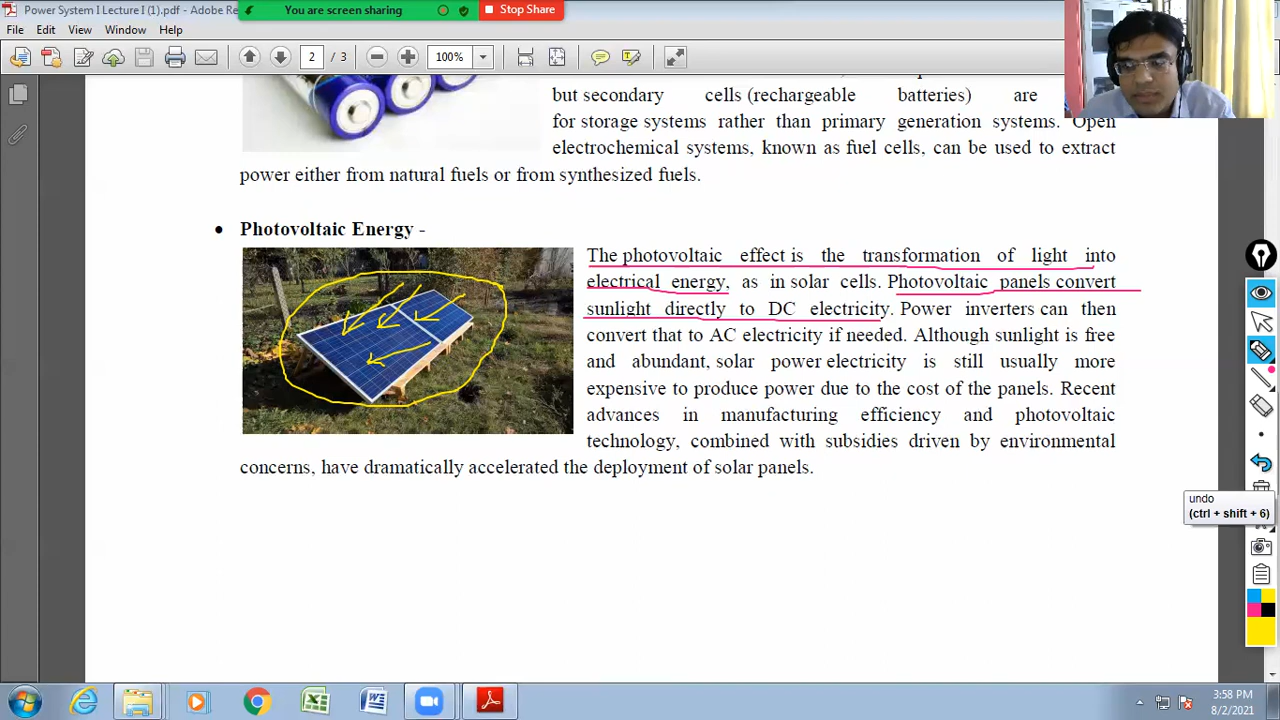 Power System I Lecture I (1).pdf - Adobe Re
You are screen sharing
Stop Share
File Edit View Window Help
2 / 3 100%
but secondary cells (rechargeable batteries) are
for storage systems rather than primary generation systems. Open
electrochemical systems, known as fuel cells, can be used to extract
power either from natural fuels or from synthesized fuels.
• Photovoltaic Energy -
The photovoltaic effect is the transformation of light into
electrical energy, as in solar cells. Photovoltaic panels convert
sunlight directly to DC electricity. Power inverters can then
convert that to AC electricity if needed. Although sunlight is free
and abundant, solar power electricity is still usually more
expensive to produce power due to the cost of the panels. Recent
advances in manufacturing efficiency and photovoltaic
technology, combined with subsidies driven by environmental
concerns, have dramatically accelerated the deployment of solar panels.
undo
(ctrl + shift + 6)
3:58 PM
8/2/2021